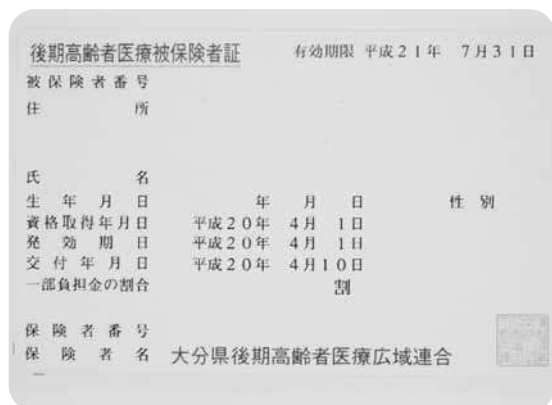 後期高齢者医療被保険者証 有効期限 平成21年 7月31日
被保険者番号
住所
氏名
生年月日 年 月 日 性別
資格取得年月日 平成20年 4月 1日
発効期日 平成20年 4月 1日
交付年月日 平成20年 4月10日
一部負担金の割合 割
保険者番号
保険者名 大分県後期高齢者医療広域連合